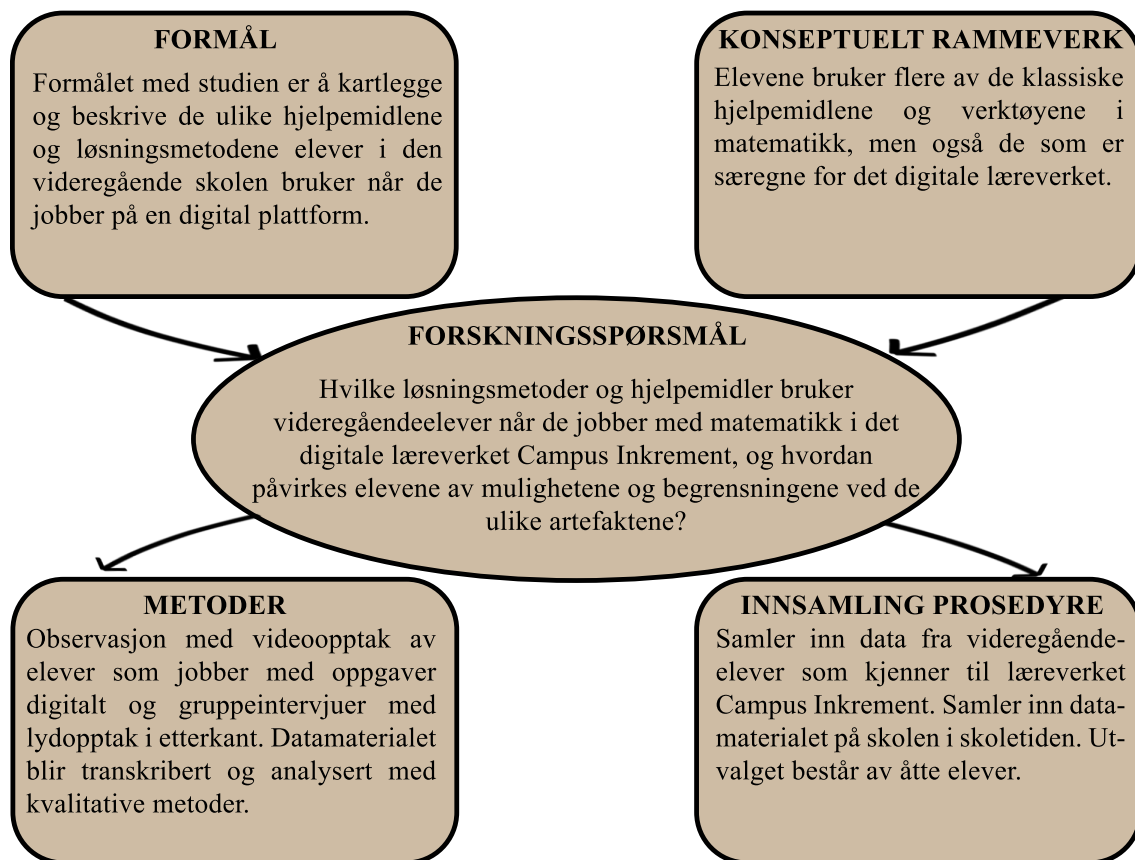 FORMÅL
Formålet med studien er å kartlegge
og beskrive de ulike hjelpemidlene
og løsningsmetodene elever i den
videregående skolen bruker når de
jobber på en digital plattform.
KONSEPTUELT RAMMEVERK
Elevene bruker flere av de klassiske
hjelpemidlene og verktøyene i
matematikk, men også de som er
særegne for det digitale læreverket.
FORSKNINGSSPØRSMÅL
Hvilke løsningsmetoder og hjelpemidler bruker
videregåendeelever når de jobber med matematikk i det
digitale læreverket Campus Inkrement, og hvordan
påvirkes elevene av mulighetene og begrensningene ved de
ulike artefaktene?
METODER
Observasjon med videoopptak av
elever som jobber med oppgaver
digitalt og gruppeintervjuer med
lydopptak i etterkant. Datamaterialet
blir transkribert og analysert med
kvalitative metoder.
INNSAMLING PROSEDYRE
Samler inn data fra videregående-
elever som kjenner til læreverket
Campus Inkrement. Samler inn data-
materialet på skolen i skoletiden. Ut-
valget består av åtte elever.